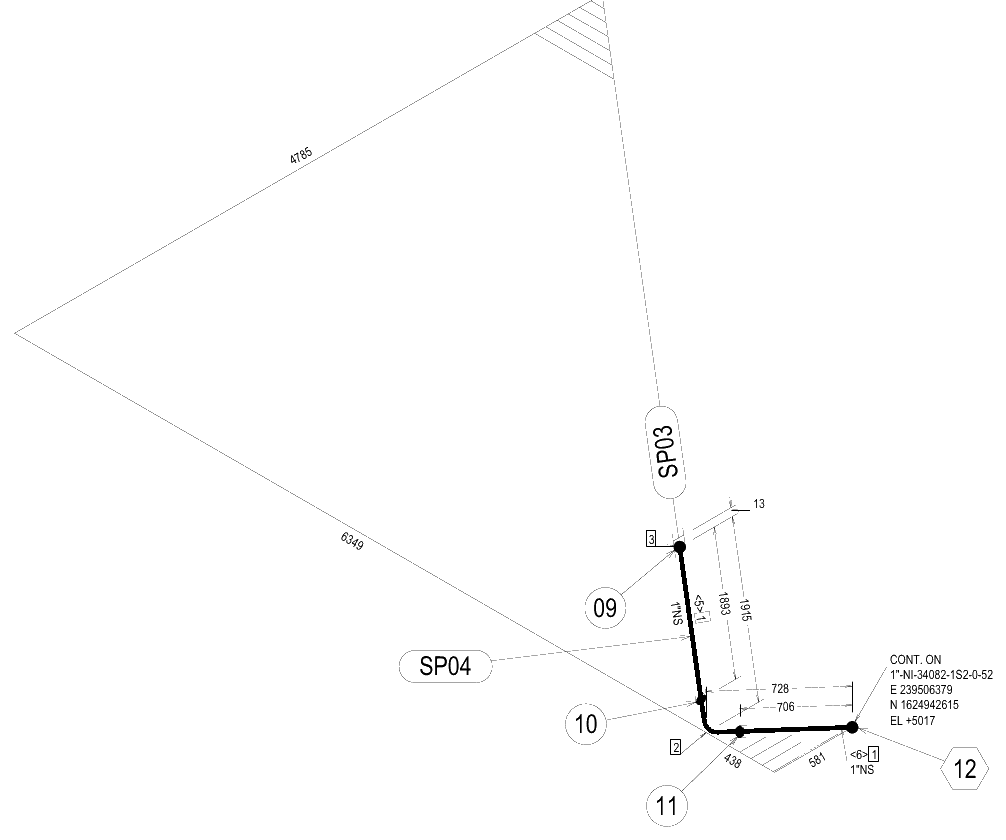 4785
SP03
13
3
6349
09
<5>1
1"NS
1893
1915
SP04
CONT. ON
1"-NI-34082-1S2-0-52
E 239506379
N 1624942615
EL +5017
728
706
10
2
438
581
<6>1
1"NS
12
11